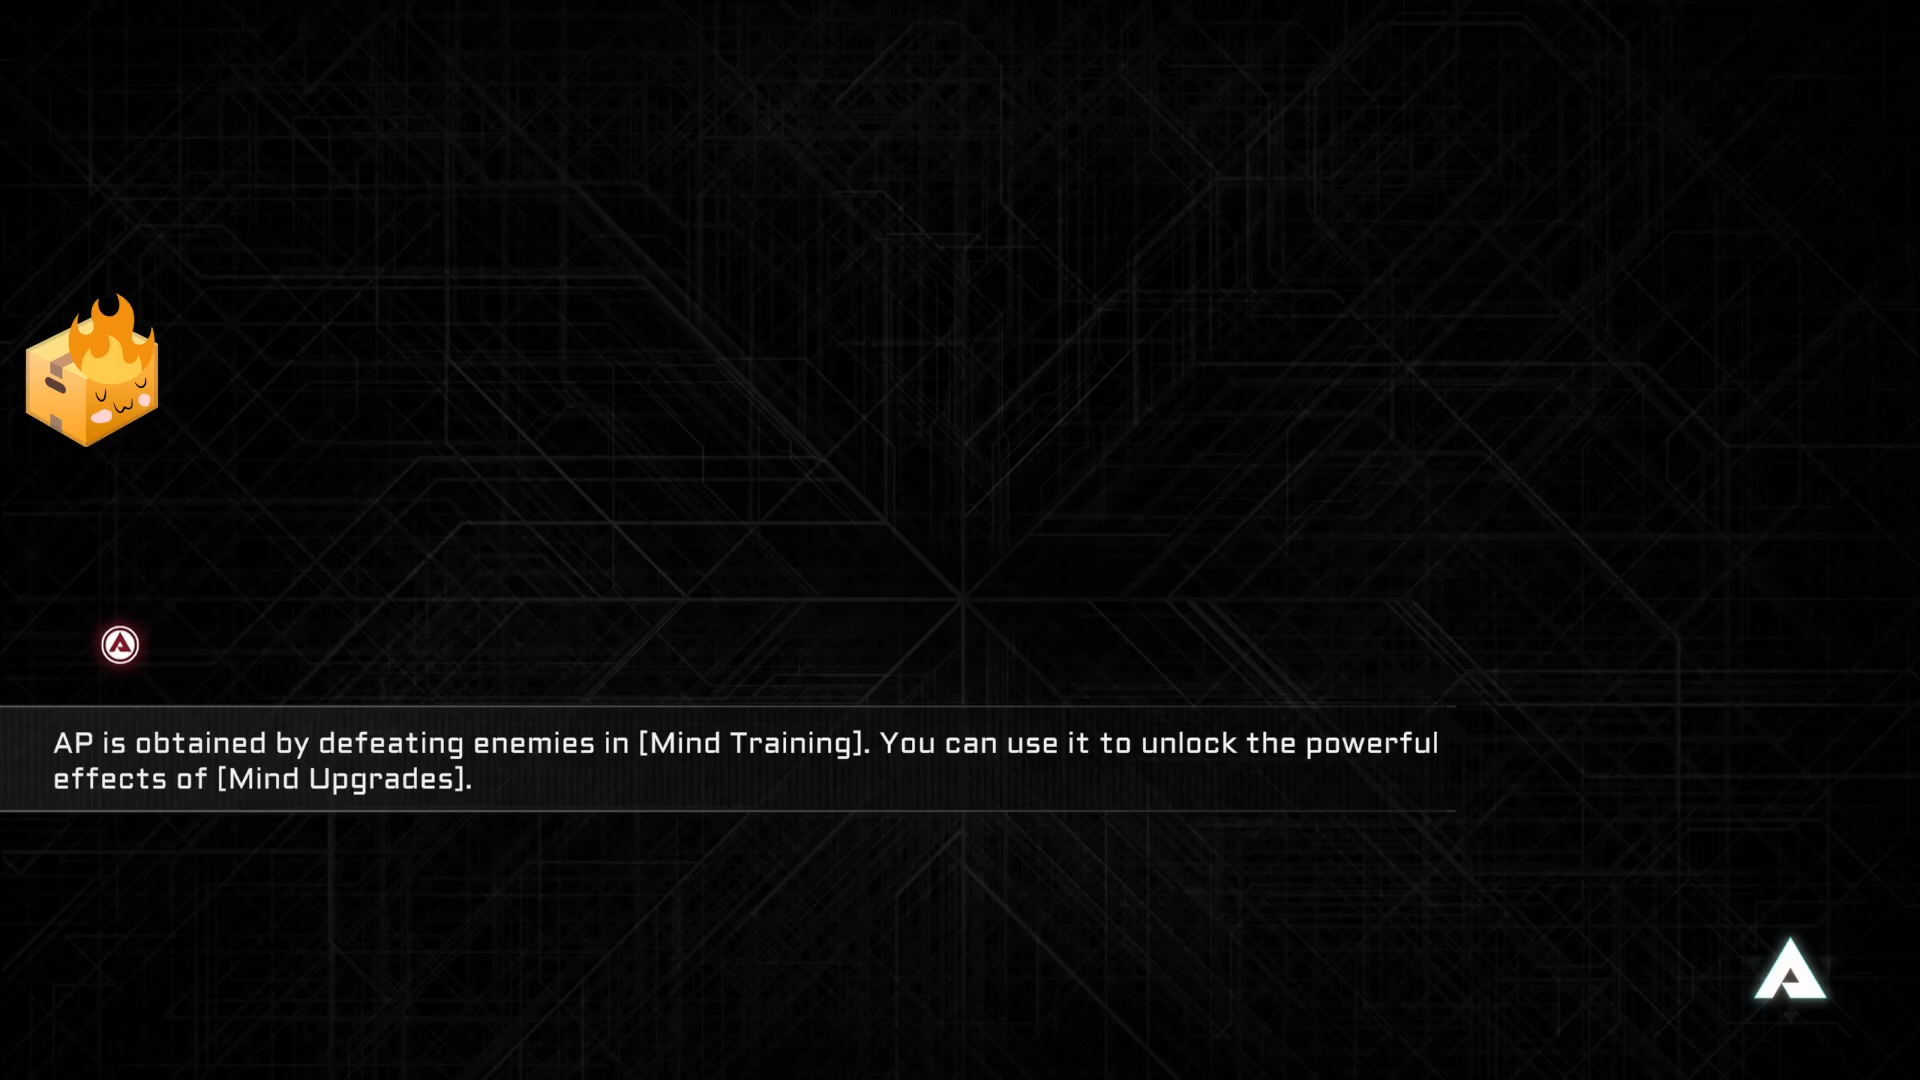 AP is obtained by defeating enemies in [Mind Training]. You can use it to unlock the powerful
effects of [Mind Upgrades].